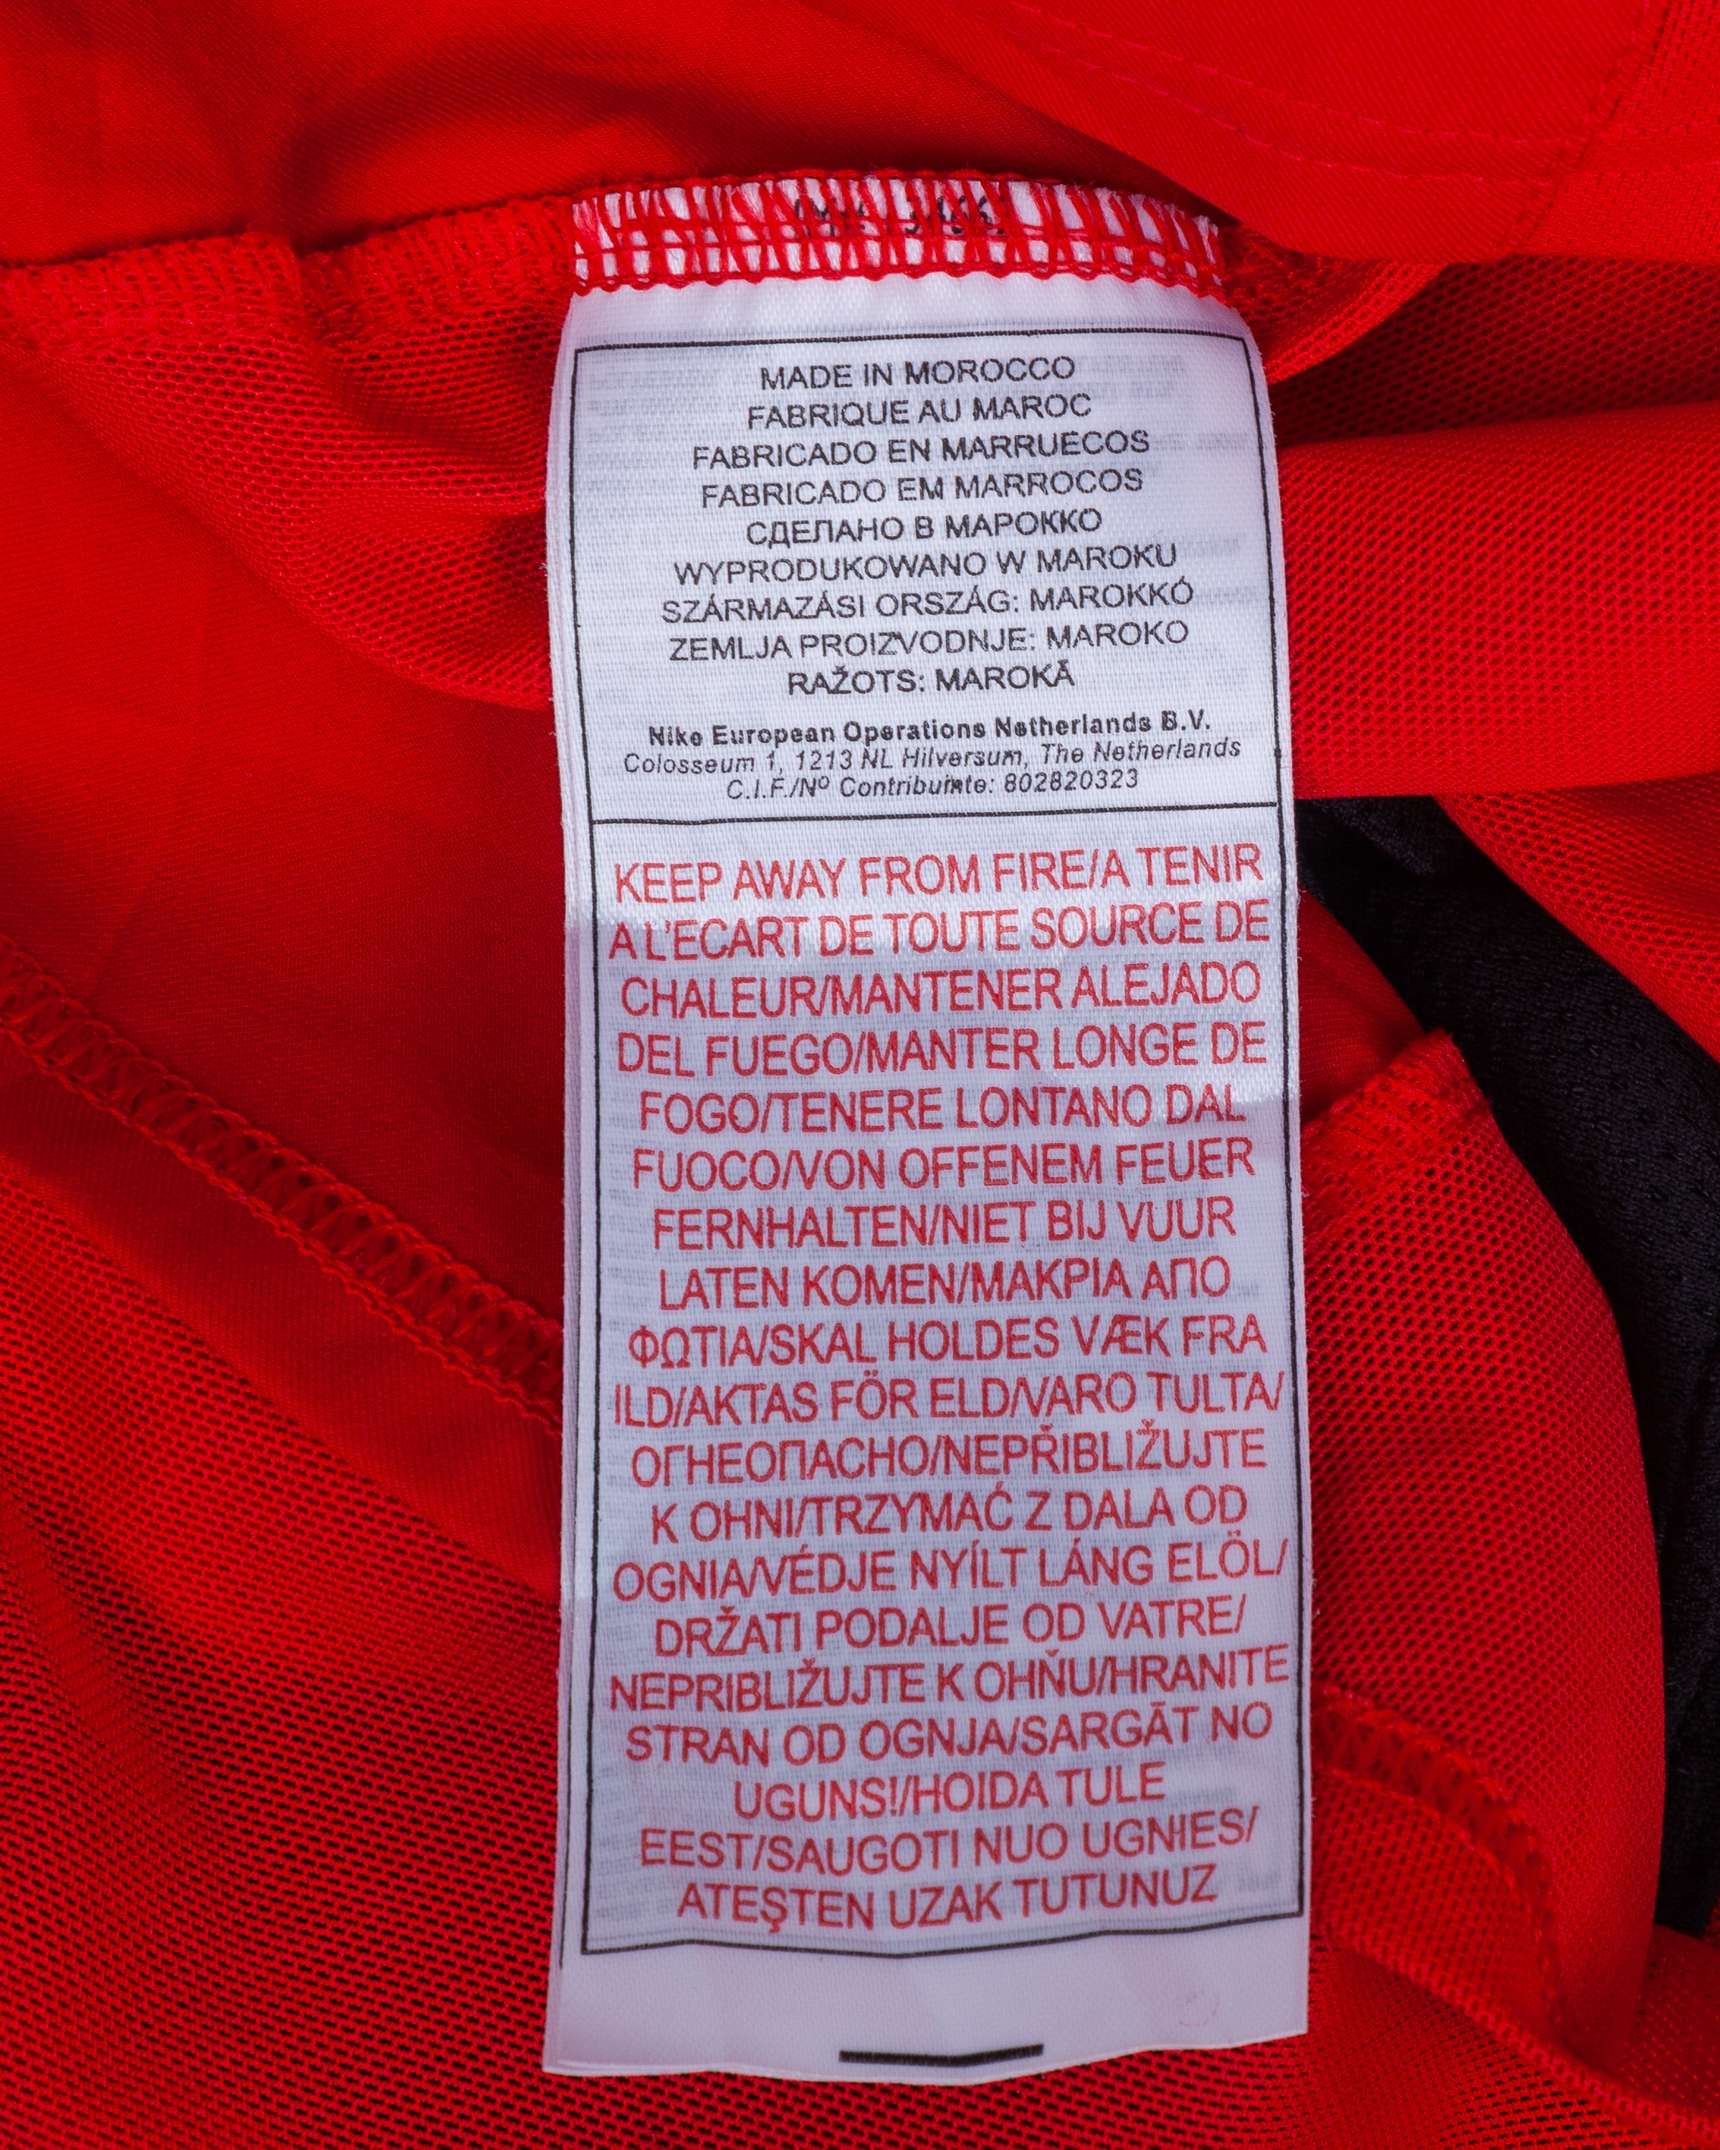 MADE IN MOROCCO
FABRIQUE AU MAROC
FABRICADO EN MARRUECOS
FABRICADO EM MARROCOS
СДЕЛАНО В МАРОККО
WYPRODUKOWANO W MAROKU
SZÁRMAZÁSI ORSZÁG: MAROKKÓ
ZEMLJA PROIZVODNJE: MAROKO
RAŽOTS: MAROKĀ
Nike European Operations Netherlands B.V.
Colosseum 1, 1213 NL Hilversum, The Netherlands
C.I.F./Nº Contribuinte: 802820323
KEEP AWAY FROM FIRE/A TENIR
A L'ECART DE TOUTE SOURCE DE
CHALEUR/MANTENER ALEJADO
DEL FUEGO/MANTER LONGE DE
FOGO/TENERE LONTANO DAL
FUOCO/VON OFFENEM FEUER
FERNHALTEN/NIET BIJ VUUR
LATEN KOMEN/ΜΑΚΡΙΑ ΑΠΟ
ΦΩΤΙΑ/SKAL HOLDES VÆK FRA
ILD/AKTAS FÖR ELD/VARO TULTA/
ОГНЕОПАСНО/NEPŘIBLIŽUJTE
K OHNI/TRZYMAĆ Z DALA OD
OGNIA/VÉDJE NYÍLT LÁNG ELÖL/
DRŽATI PODALJE OD VATRE/
NEPRIBLIŽUJTE K OHŇU/HRANITE
STRAN OD OGNJA/SARGĀT NO
UGUNS!/HOIDA TULE
EEST/SAUGOTI NUO UGNIES/
ATEŞTEN UZAK TUTUNUZ